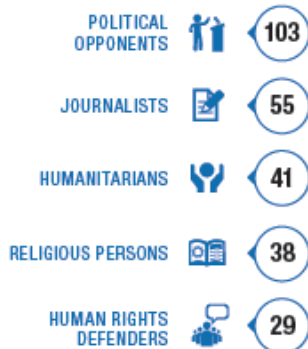 POLITICAL
OPPONENTS
103
JOURNALISTS
55
HUMANITARIANS
41
RELIGIOUS PERSONS
38
HUMAN RIGHTS
DEFENDERS
29